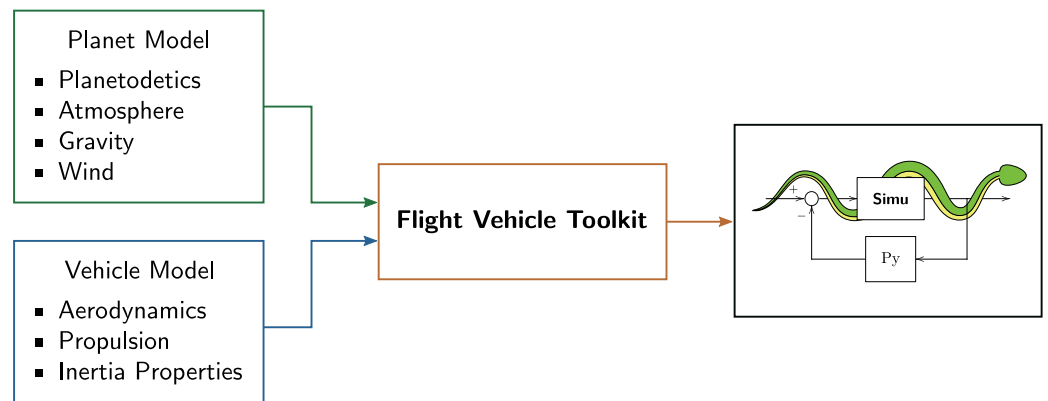 Planet Model
▪ Planetodetics
▪ Atmosphere
▪ Gravity
▪ Wind
Vehicle Model
▪ Aerodynamics
▪ Propulsion
▪ Inertia Properties
Flight Vehicle Toolkit
+
Simu
−
Py